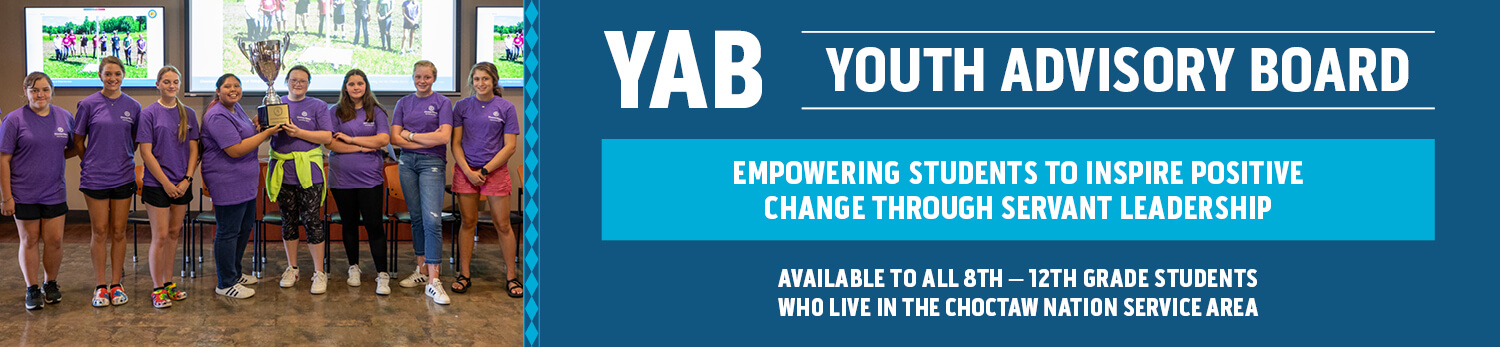 YAB
YOUTH ADVISORY BOARD
EMPOWERING STUDENTS TO INSPIRE POSITIVE
CHANGE THROUGH SERVANT LEADERSHIP
AVAILABLE TO ALL 8TH – 12TH GRADE STUDENTS
WHO LIVE IN THE CHOCTAW NATION SERVICE AREA